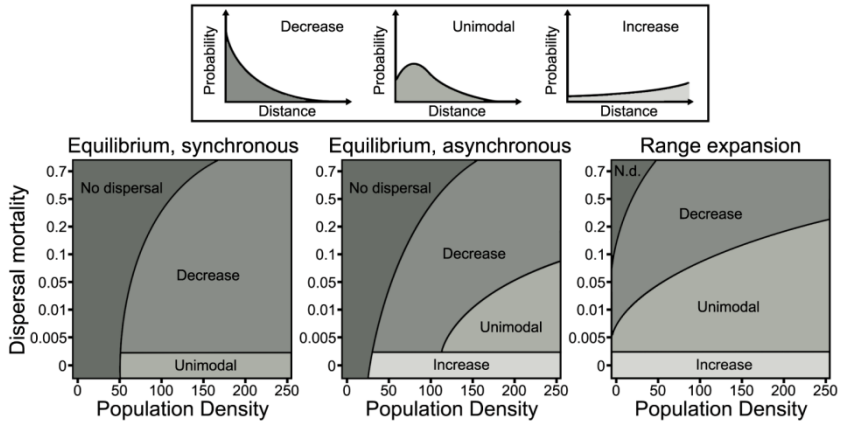 Probability
Decrease
Distance
Probability
Unimodal
Distance
Probability
Increase
Distance
Equilibrium, synchronous
Equilibrium, asynchronous
Range expansion
Dispersal mortality
0.7
0.5
0.2
0.1
0.05
0.01
0.005
0
No dispersal
Decrease
Unimodal
0 50 100 150 200 250
Population Density
0.7
0.5
0.2
0.1
0.05
0.01
0.005
0
No dispersal
Decrease
Unimodal
Increase
0 50 100 150 200 250
Population Density
0.7
0.5
0.2
0.1
0.05
0.01
0.005
0
N.d.
Decrease
Unimodal
Increase
0 50 100 150 200 250
Population Density